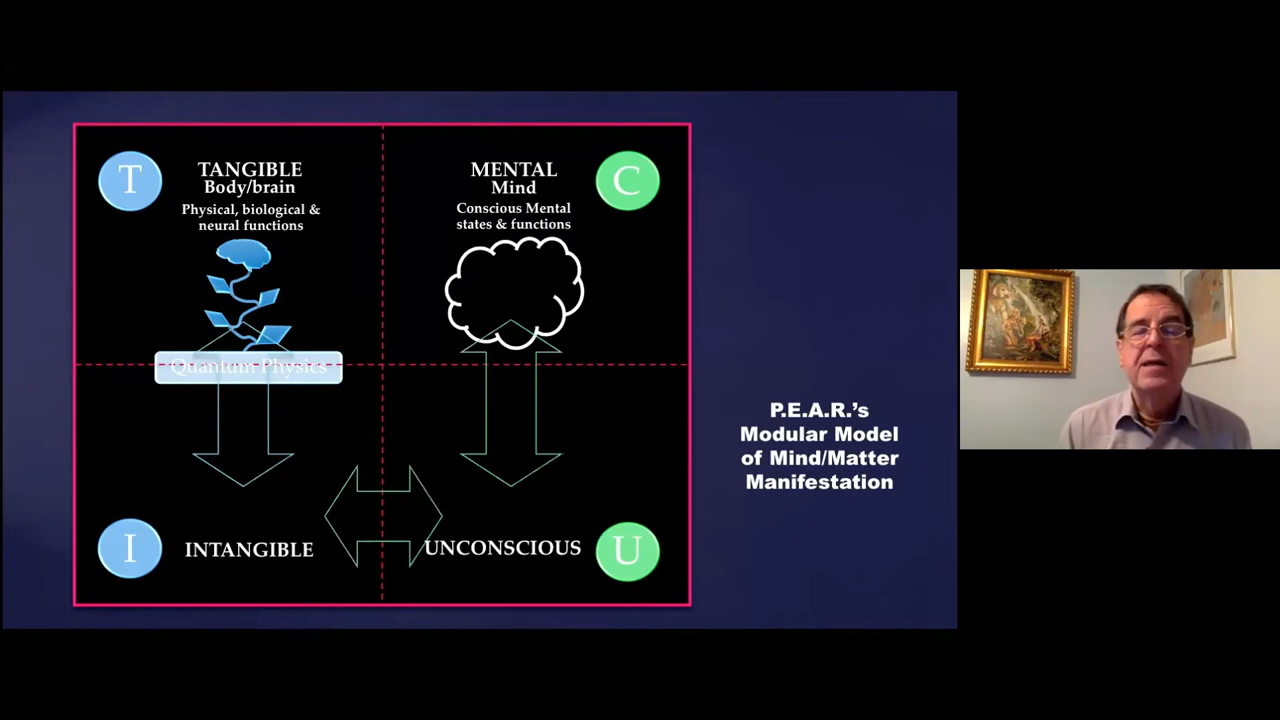 T
TANGIBLE
Body/brain
Physical, biological &
neural functions
MENTAL
Mind
Conscious Mental
states & functions
C
Quantum Physics
P.E.A.R.'s
Modular Model
of Mind/Matter
Manifestation
I
INTANGIBLE
UNCONSCIOUS
U